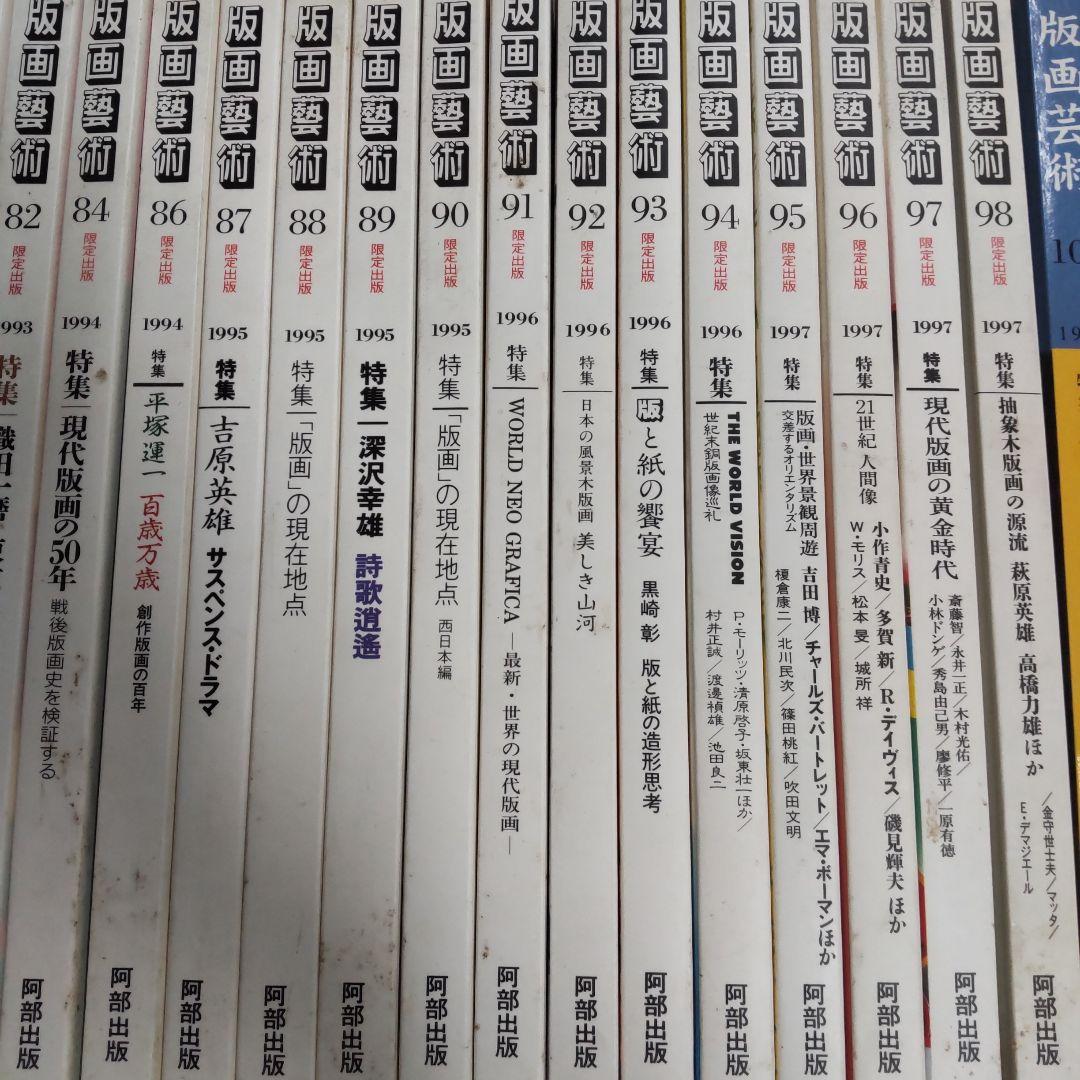 版画藝術
82
限定出版
1993
特集
織田一磨
版画藝術
84
限定出版
1994
特集 現代版画の50年
戦後版画史を検証する
阿部出版
版画藝術
86
限定出版
1994
特集
平塚運一 百歳万歳
創作版画の百年
阿部出版
版画藝術
87
限定出版
1995
特集
吉原英雄 サスペンス・ドラマ
阿部出版
版画藝術
88
限定出版
1995
特集「版画」の現在地点
阿部出版
版画藝術
89
限定出版
1995
特集 深沢幸雄 詩歌逍遙
阿部出版
版画藝術
90
限定出版
1995
特集「版画」の現在地点 西日本編
阿部出版
版画藝術
91
限定出版
1996
特集
WORLD NEO GRAFICA ―最新・世界の現代版画―
阿部出版
版画藝術
92
限定出版
1996
特集
日本の風景木版画 美しき山河
阿部出版
版画藝術
93
限定出版
1996
特集
版と紙の饗宴 黒崎 彰 版と紙の造形思考
阿部出版
版画藝術
94
限定出版
1996
特集
THE WORLD VISION
世紀末銅版画像巡礼
P・モーリッツ・清原啓子・坂東壮一ほか/
村井正誠/渡邊禎雄/池田良二
阿部出版
版画藝術
95
限定出版
1997
特集
版画・世界景観周遊
交差するオリエンタリズム
吉田 博/チャールズ・バートレット/エマ・ボーマンほか
榎倉康二/北川民次/篠田桃紅/吹田文明
阿部出版
版画藝術
96
限定出版
1997
特集
21世紀 人間像
小作青史/多賀 新/R・デイヴィス/磯見輝夫 ほか
W・モリス/松本 旻/城所 祥
阿部出版
版画藝術
97
限定出版
1997
特集
現代版画の黄金時代
斎藤智/永井一正/木村光佑/
小林ドンゲ/秀島由己男/廖修平/一原有徳
阿部出版
版画藝術
98
限定出版
1997
特集
抽象木版画の源流 萩原英雄 高橋力雄ほか
/金守世士夫/マッタ/
E・デマジエール
阿部出版
版画芸術
10
阿部出版